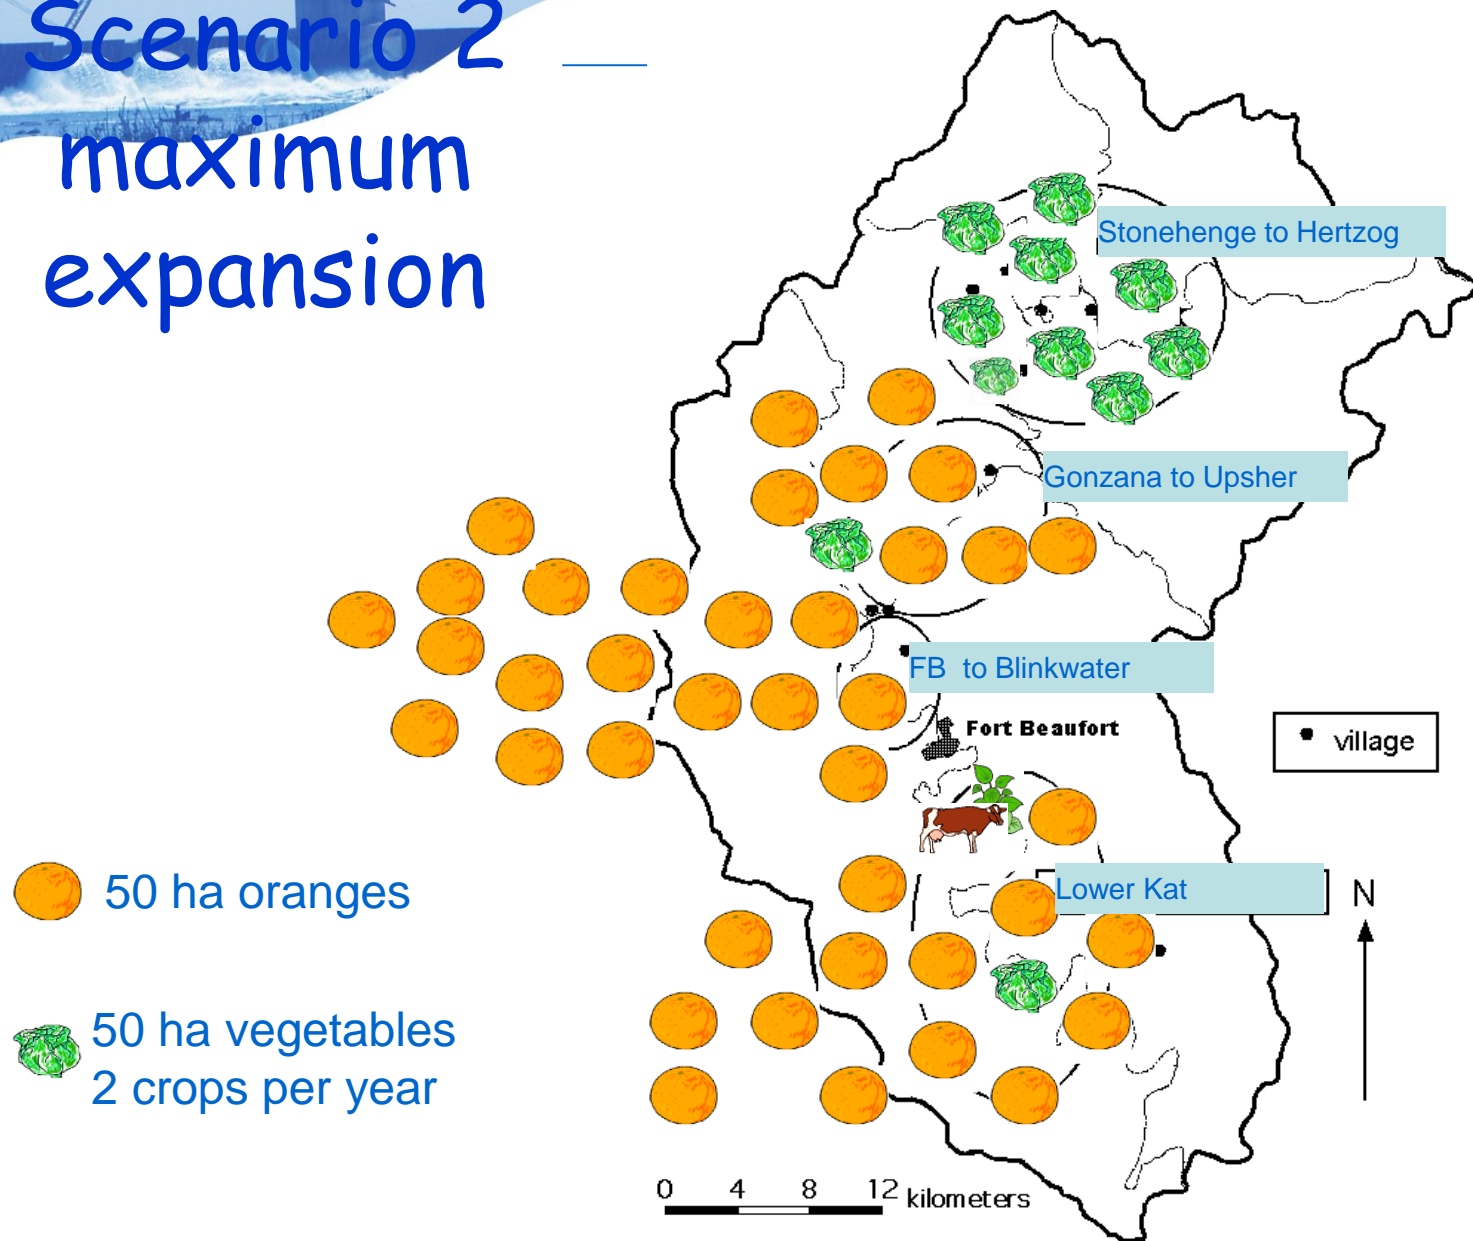 Scenario 2
maximum
expansion
Stonehenge to Hertzog
Gonzana to Upsher
FB to Blinkwater
Fort Beaufort
village
Lower Kat
N
50 ha oranges
50 ha vegetables
2 crops per year
0 4 8 12 kilometers